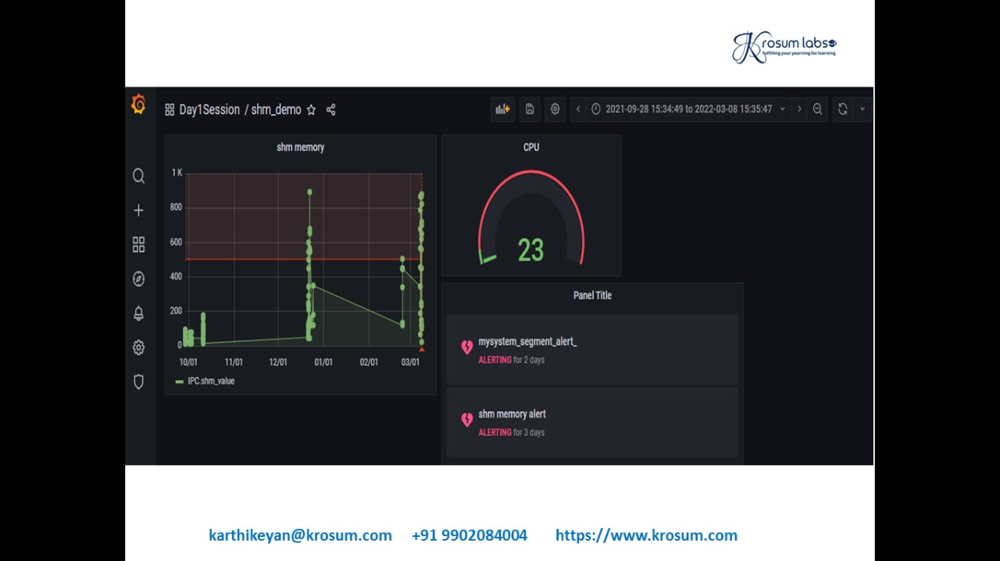 Krosum labs
fulfilling your yearning for learning
Day1Session / shm_demo
2021-09-28 15:34:49 to 2022-03-08 15:35:47
shm memory
1 K
800
600
400
200
0
10/01 11/01 12/01 01/01 02/01 03/01
IPC.shm_value
CPU
23
Panel Title
mysystem_segment_alert_
ALERTING for 2 days
shm memory alert
ALERTING for 3 days
karthikeyan@krosum.com +91 9902084004 https://www.krosum.com